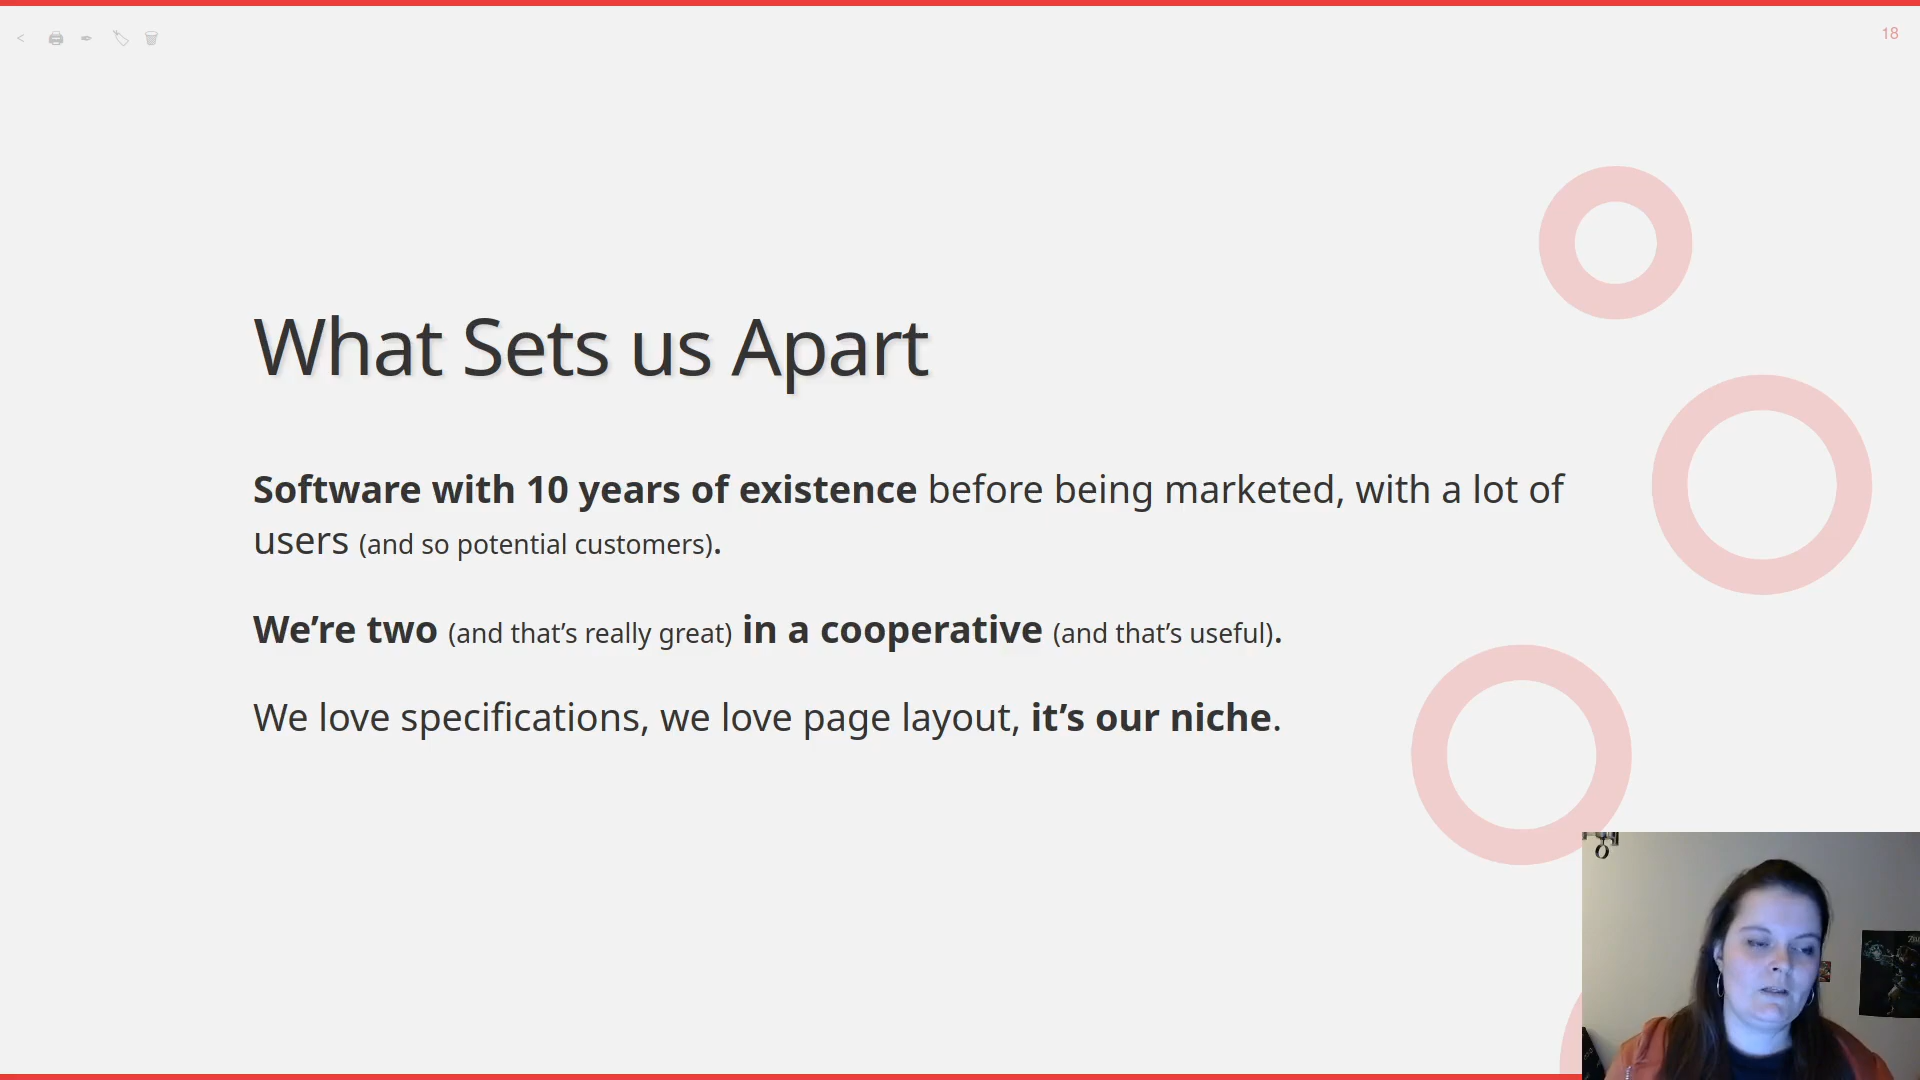 18
What Sets us Apart
Software with 10 years of existence before being marketed, with a lot of
users (and so potential customers).
We’re two (and that’s really great) in a cooperative (and that’s useful).
We love specifications, we love page layout, it’s our niche.